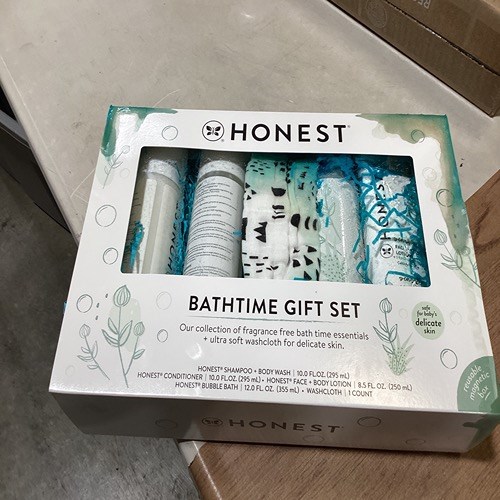 HONEST®
HONEST
BATHTIME GIFT SET
Our collection of fragrance free bath time essentials
+ ultra soft washcloth for delicate skin.
safe for baby's
delicate
skin
HONEST® SHAMPOO + BODY WASH | 10.0 FL.OZ. (295 mL)
HONEST® CONDITIONER | 10.0 FL.OZ. (295 mL) • HONEST® FACE + BODY LOTION | 8.5 FL. OZ. (250 mL)
HONEST® BUBBLE BATH | 12.0 FL. OZ. (355 mL) • WASHCLOTH | 1 COUNT
reusable
magnetic
box
HONEST